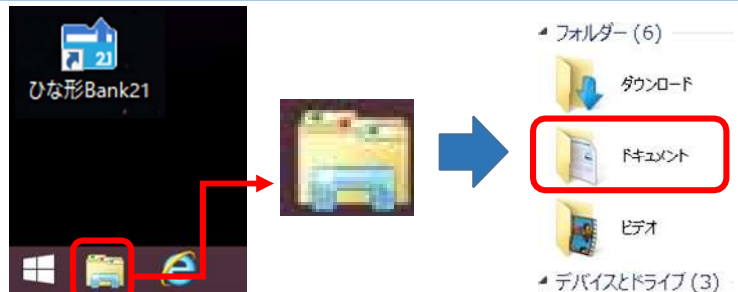 21
ひな形Bank21
フォルダー (6)
ダウンロード
ドキュメント
ビデオ
デバイスとドライブ (3)